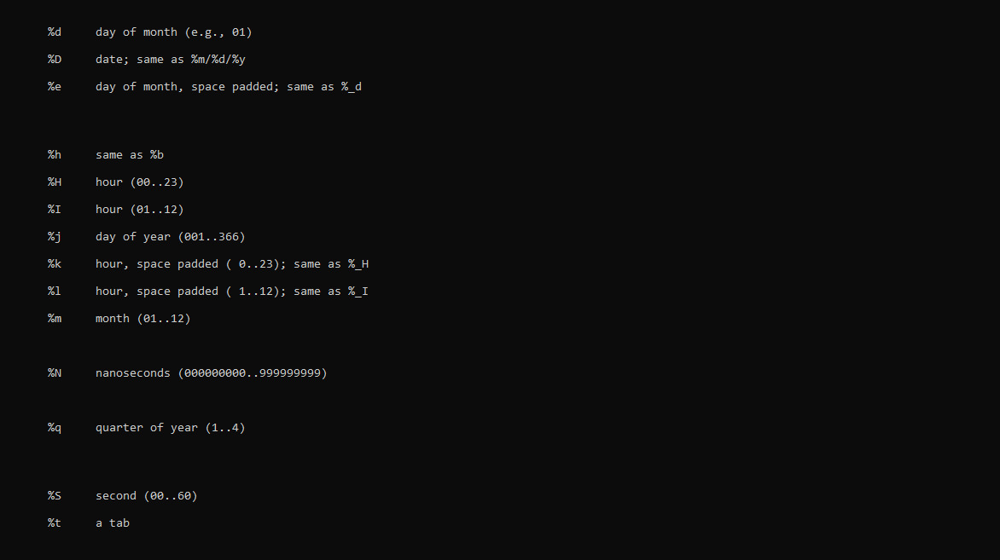 %d day of month (e.g., 01)
%D date; same as %m/%d/%y
%e day of month, space padded; same as %_d
%h same as %b
%H hour (00..23)
%I hour (01..12)
%j day of year (001..366)
%k hour, space padded ( 0..23); same as %_H
%l hour, space padded ( 1..12); same as %_I
%m month (01..12)
%N nanoseconds (000000000..999999999)
%q quarter of year (1..4)
%S second (00..60)
%t a tab